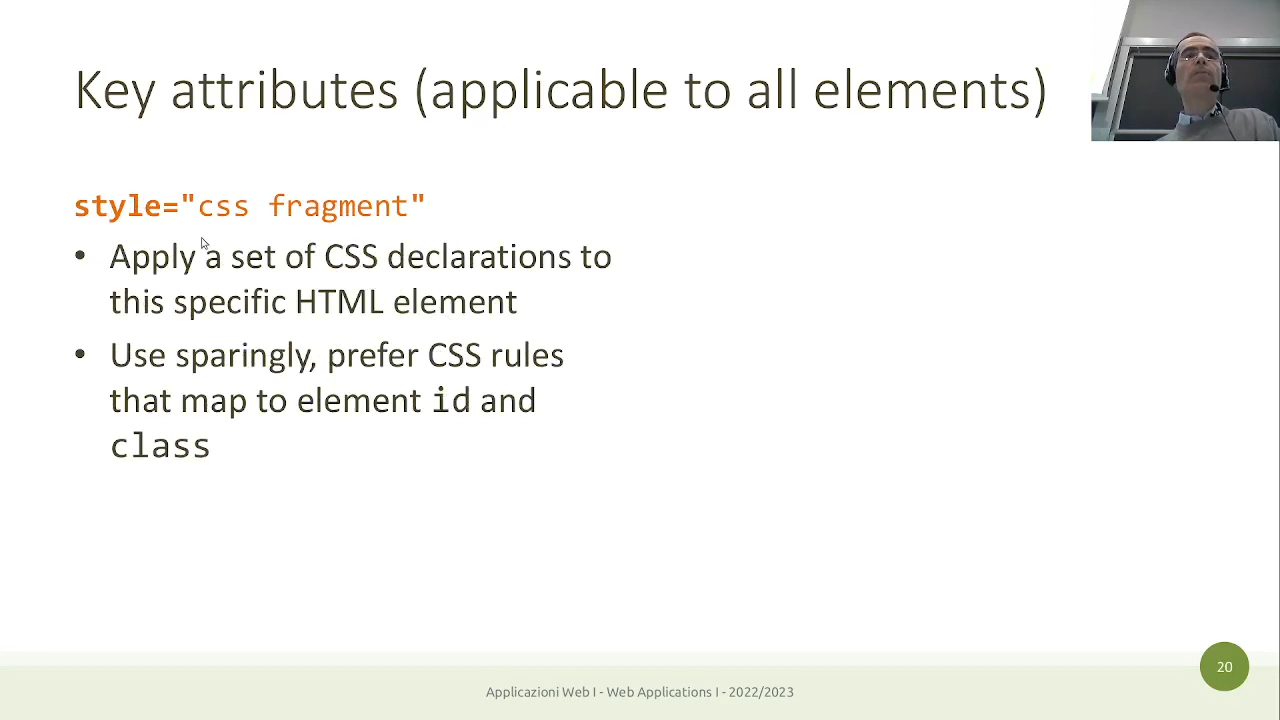 Key attributes (applicable to all elements)
style="css fragment"
• Apply a set of CSS declarations to
this specific HTML element
• Use sparingly, prefer CSS rules
that map to element id and
class
20
Applicazioni Web I - Web Applications I - 2022/2023